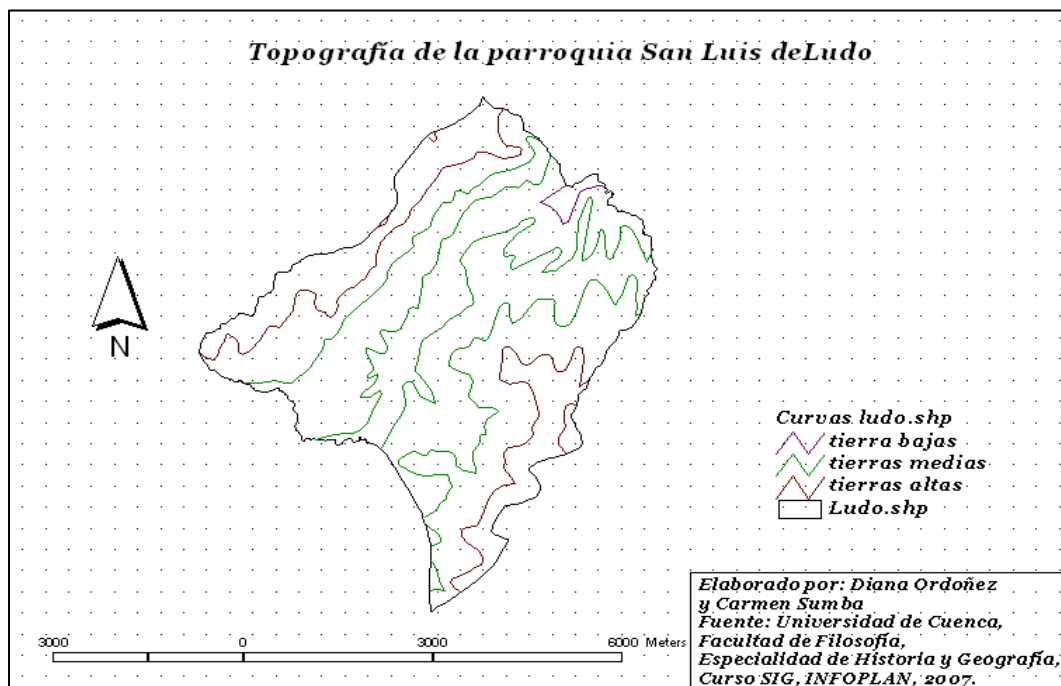 Topografía de la parroquia San Luis deLudo
N
Curvas ludo.shp
tierra bajas
tierras medias
tierras altas
Ludo.shp
3000 0 3000 6000 Meters
Elaborado por: Diana Ordoñez
y Carmen Sumba
Fuente: Universidad de Cuenca,
Facultad de Filosofía,
Especialidad de Historia y Geografía,
Curso SIG, INFOPLAN, 2007.